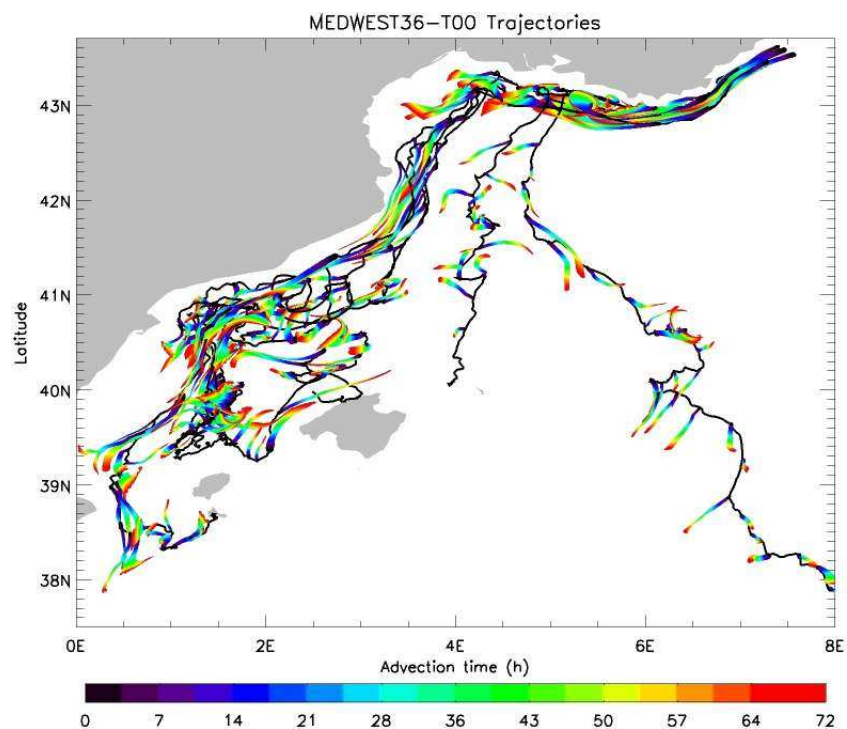 MEDWEST36-T00 Trajectories
43N
42N
41N
Latitude
40N
39N
38N
0E 2E 4E 6E 8E
Advection time (h)
0 7 14 21 28 36 43 50 57 64 72